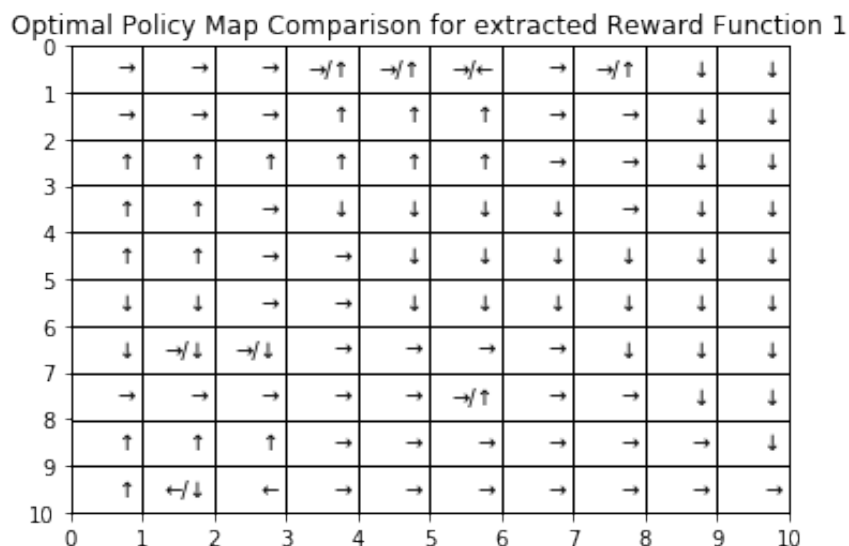 Optimal Policy Map Comparison for extracted Reward Function 1
0
→ → → →/↑ →/↑ →/← → →/↑ ↓ ↓
1
→ → → ↑ ↑ ↑ → → ↓ ↓
2
↑ ↑ ↑ ↑ ↑ ↑ → → ↓ ↓
3
↑ ↑ → ↓ ↓ ↓ ↓ → ↓ ↓
4
↑ ↑ → → ↓ ↓ ↓ ↓ ↓ ↓
5
↓ ↓ → → ↓ ↓ ↓ ↓ ↓ ↓
6
↓ →/↓ →/↓ → → → → ↓ ↓ ↓
7
→ → → → → →/↑ → → ↓ ↓
8
↑ ↑ ↑ → → → → → → ↓
9
↑ ←/↓ ← → → → → → → →
10
0 1 2 3 4 5 6 7 8 9 10